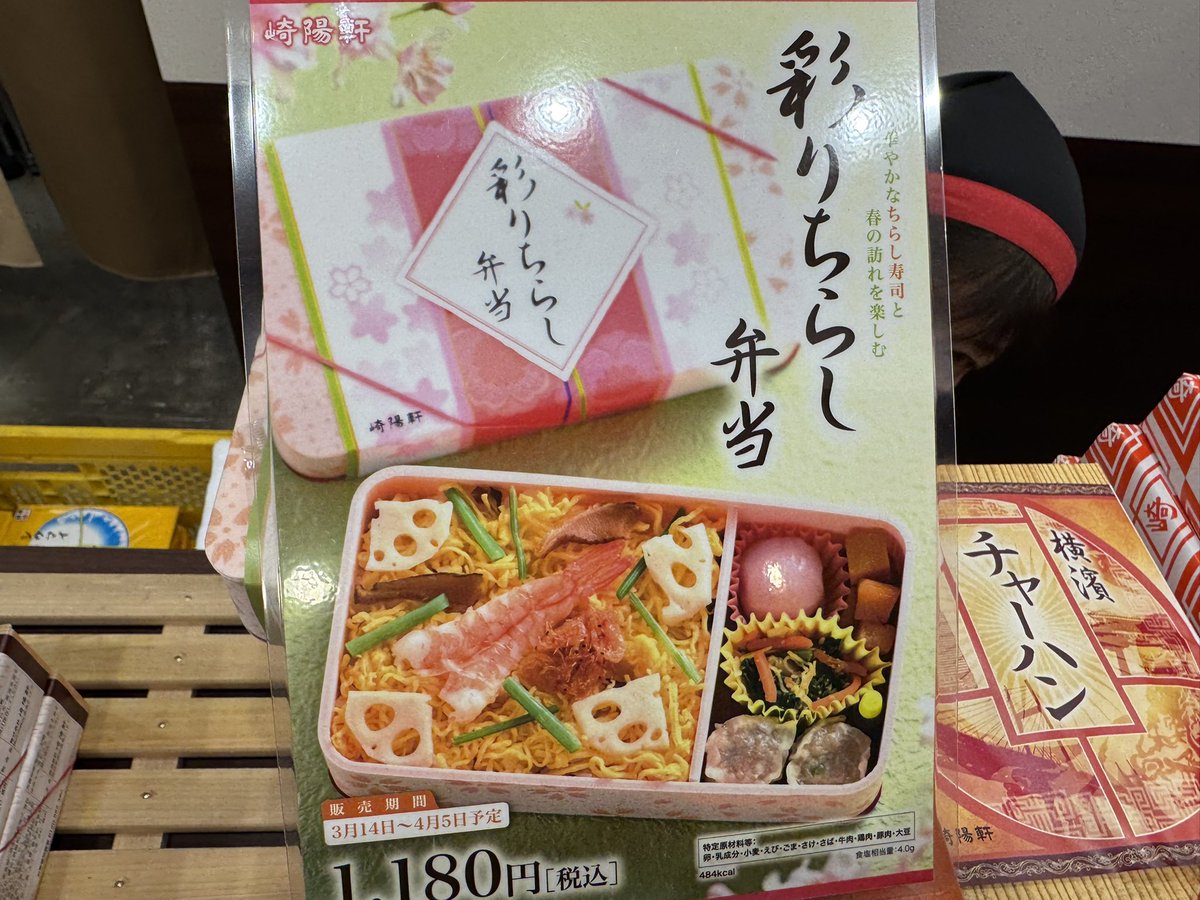 崎陽軒
彩りちらし
弁当
華やかなちらし寿司と
春の訪れを楽しむ
彩りちらし
弁当
崎陽軒
販売期間
3月14日〜4月5日予定
1,180円[税込]
特定原材料等:
卵・乳成分・小麦・えび・ごま・さけ・さば・牛肉・鶏肉・豚肉・大豆
484kcal
食塩相当量:4.0g
横濱
チャーハン
崎陽軒
崎